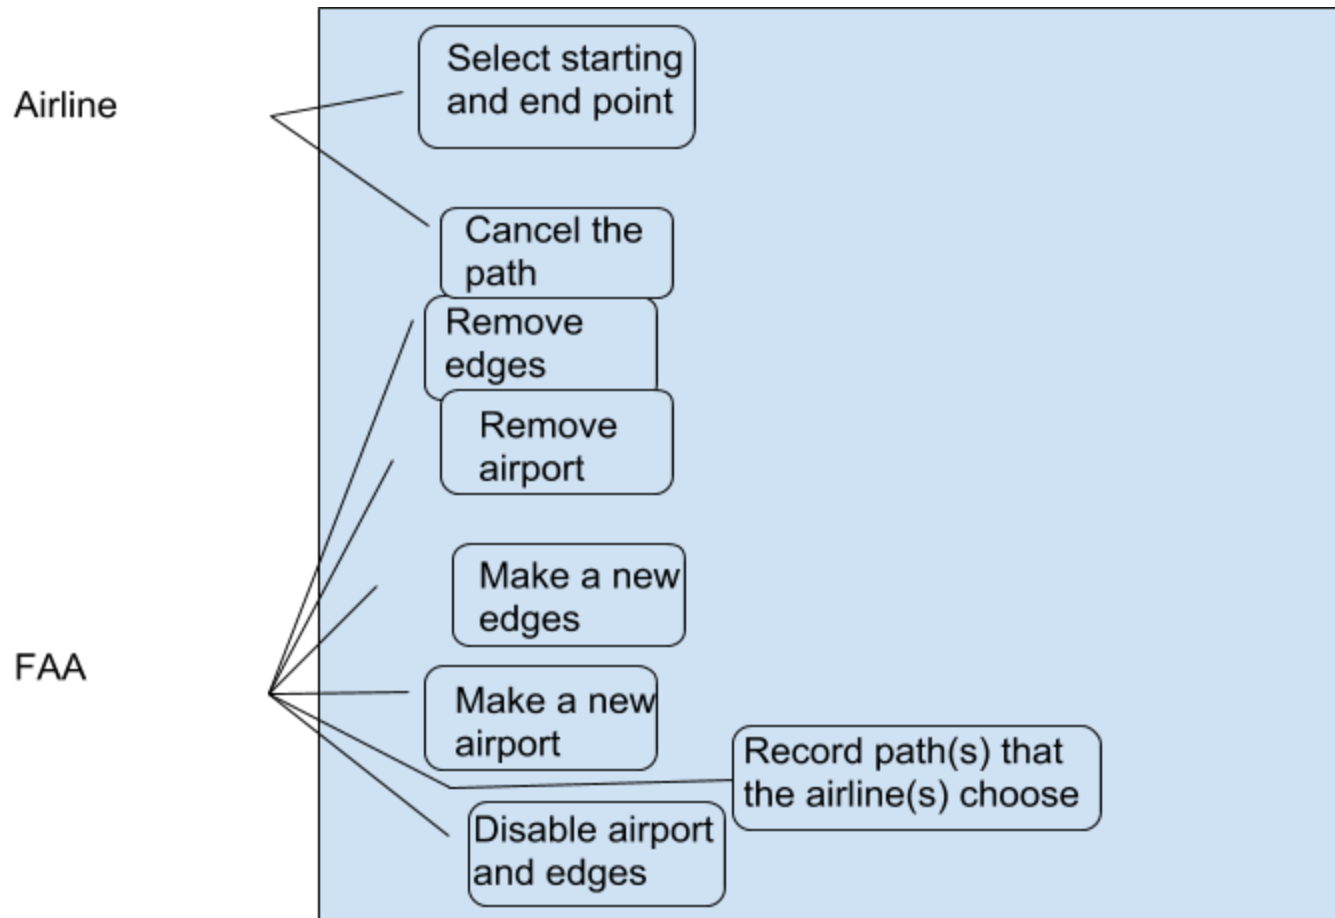 Airline
Select starting
and end point
Cancel the
path
Remove
edges
Remove
airport
Make a new
edges
FAA
Make a new
airport
Record path(s) that
the airline(s) choose
Disable airport
and edges